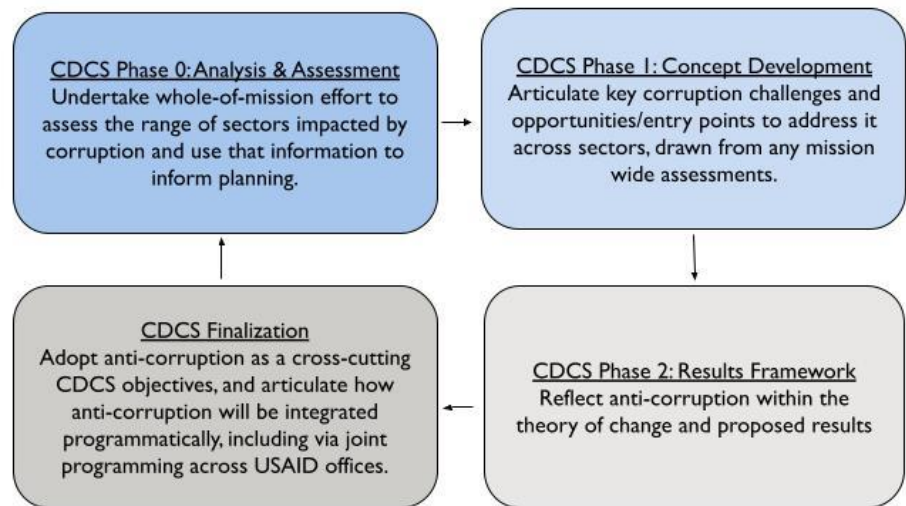 CDCS Phase 0: Analysis & Assessment
Undertake whole-of-mission effort to
assess the range of sectors impacted by
corruption and use that information to
inform planning.
CDCS Phase 1: Concept Development
Articulate key corruption challenges and
opportunities/entry points to address it
across sectors, drawn from any mission
wide assessments.
CDCS Phase 2: Results Framework
Reflect anti-corruption within the
theory of change and proposed results
CDCS Finalization
Adopt anti-corruption as a cross-cutting
CDCS objectives, and articulate how
anti-corruption will be integrated
programmatically, including via joint
programming across USAID offices.